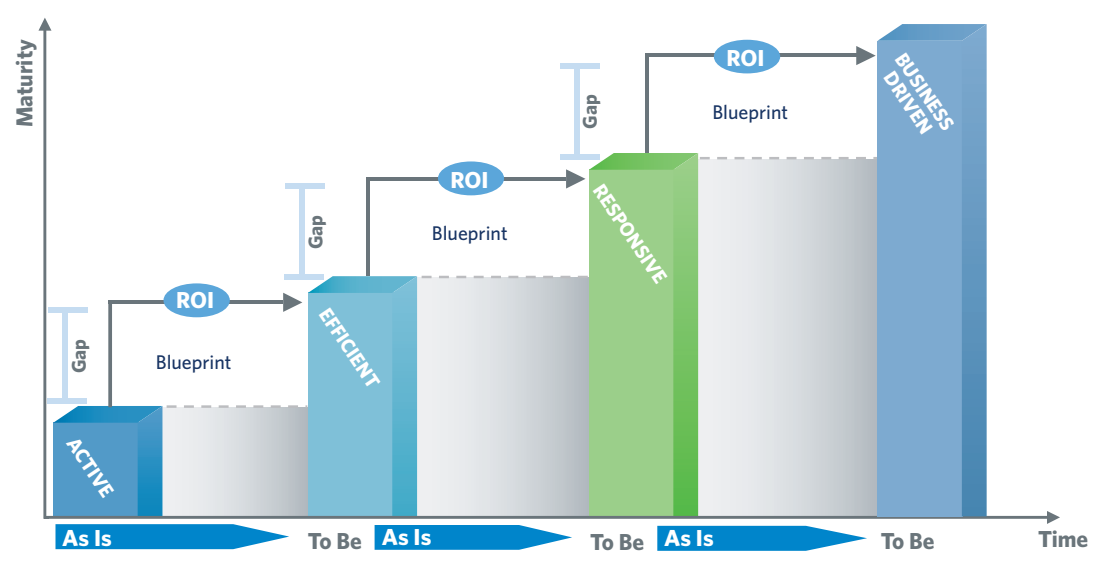 Maturity
ROI
BUSINESS
DRIVEN
Gap
Blueprint
ROI
RESPONSIVE
Gap
Blueprint
ROI
EFFICIENT
Gap
Blueprint
ACTIVE
As Is
To Be
As Is
To Be
As Is
To Be
Time